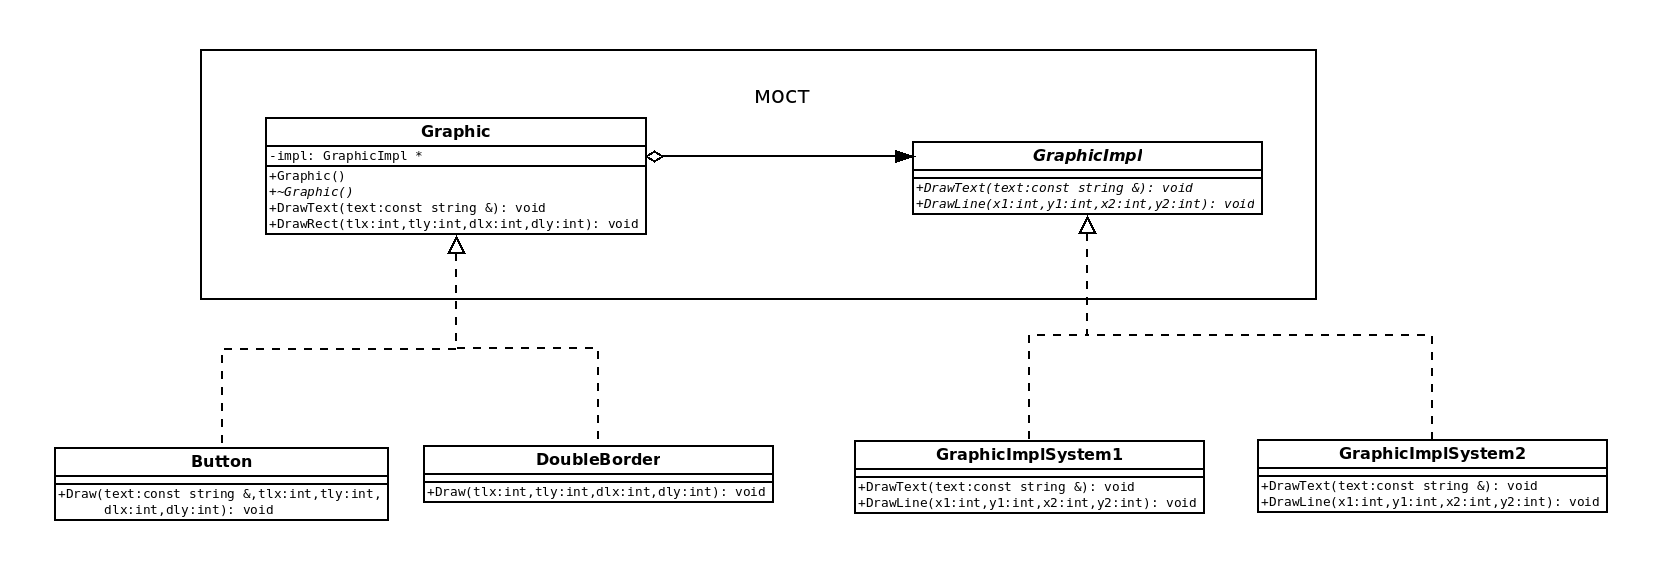 мост
Graphic
-impl: GraphicImpl *
+Graphic()
+~Graphic()
+DrawText(text:const string &): void
+DrawRect(tlx:int,tly:int,dlx:int,dly:int): void
GraphicImpl
+DrawText(text:const string &): void
+DrawLine(x1:int,y1:int,x2:int,y2:int): void
Button
+Draw(text:const string &,tlx:int,tly:int,
dlx:int,dly:int): void
DoubleBorder
+Draw(tlx:int,tly:int,dlx:int,dly:int): void
GraphicImplSystem1
+DrawText(text:const string &): void
+DrawLine(x1:int,y1:int,x2:int,y2:int): void
GraphicImplSystem2
+DrawText(text:const string &): void
+DrawLine(x1:int,y1:int,x2:int,y2:int): void